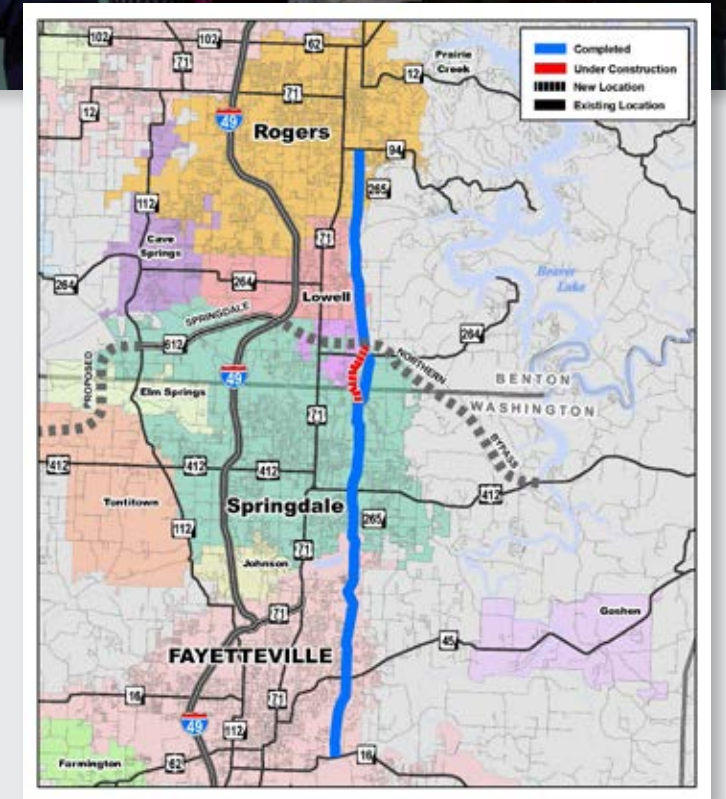 102
102
62
71
Prairie
Creek
12
Completed
Under Construction
New Location
Existing Location
71
12
49
Rogers
94
265
112
71
Cave
Springs
264
264
Lowell
Beaver
Lake
SPRINGDALE
612
264
NORTHERN
PROPOSED
49
BENTON
Elm Springs
WASHINGTON
71
BYPASS
412
412
412
412
Tontitown
Springdale
112
265
71
Johnson
Goshen
71
45
FAYETTEVILLE
16
71
49
112
16
Farmington
62